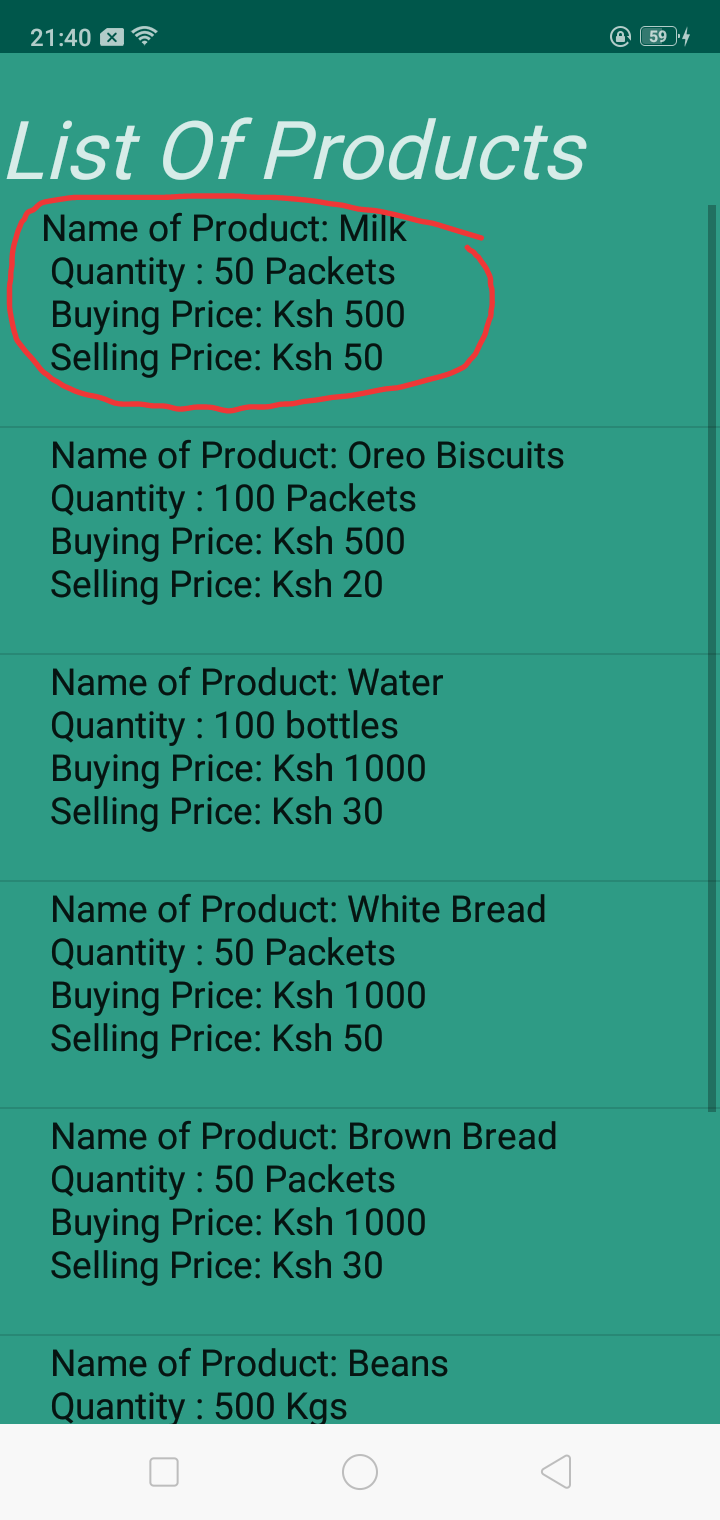 21:40
59
List Of Products
Name of Product: Milk
Quantity : 50 Packets
Buying Price: Ksh 500
Selling Price: Ksh 50
Name of Product: Oreo Biscuits
Quantity : 100 Packets
Buying Price: Ksh 500
Selling Price: Ksh 20
Name of Product: Water
Quantity : 100 bottles
Buying Price: Ksh 1000
Selling Price: Ksh 30
Name of Product: White Bread
Quantity : 50 Packets
Buying Price: Ksh 1000
Selling Price: Ksh 50
Name of Product: Brown Bread
Quantity : 50 Packets
Buying Price: Ksh 1000
Selling Price: Ksh 30
Name of Product: Beans
Quantity : 500 Kgs